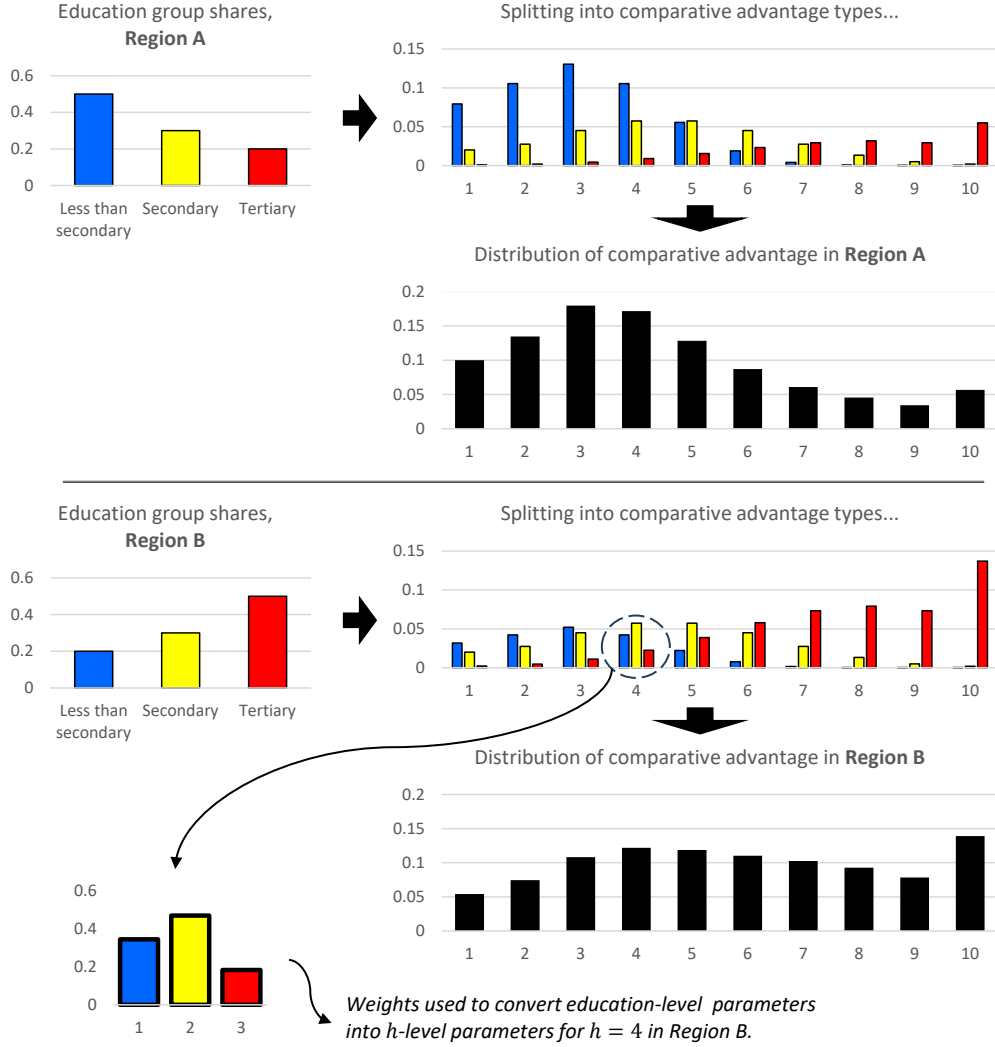 Education group shares,
Region A
0.6
0.4
0.2
0
Less than
secondary
Secondary
Tertiary
Splitting into comparative advantage types...
0.15
0.1
0.05
0
1 2 3 4 5 6 7 8 9 10
Distribution of comparative advantage in Region A
0.2
0.15
0.1
0.05
0
1 2 3 4 5 6 7 8 9 10
Education group shares,
Region B
0.6
0.4
0.2
0
Less than
secondary
Secondary
Tertiary
Splitting into comparative advantage types...
0.15
0.1
0.05
0
1 2 3 4 5 6 7 8 9 10
Distribution of comparative advantage in Region B
0.2
0.15
0.1
0.05
0
1 2 3 4 5 6 7 8 9 10
0.6
0.4
0.2
0
1 2 3
Weights used to convert education-level parameters
into h-level parameters for h = 4 in Region B.